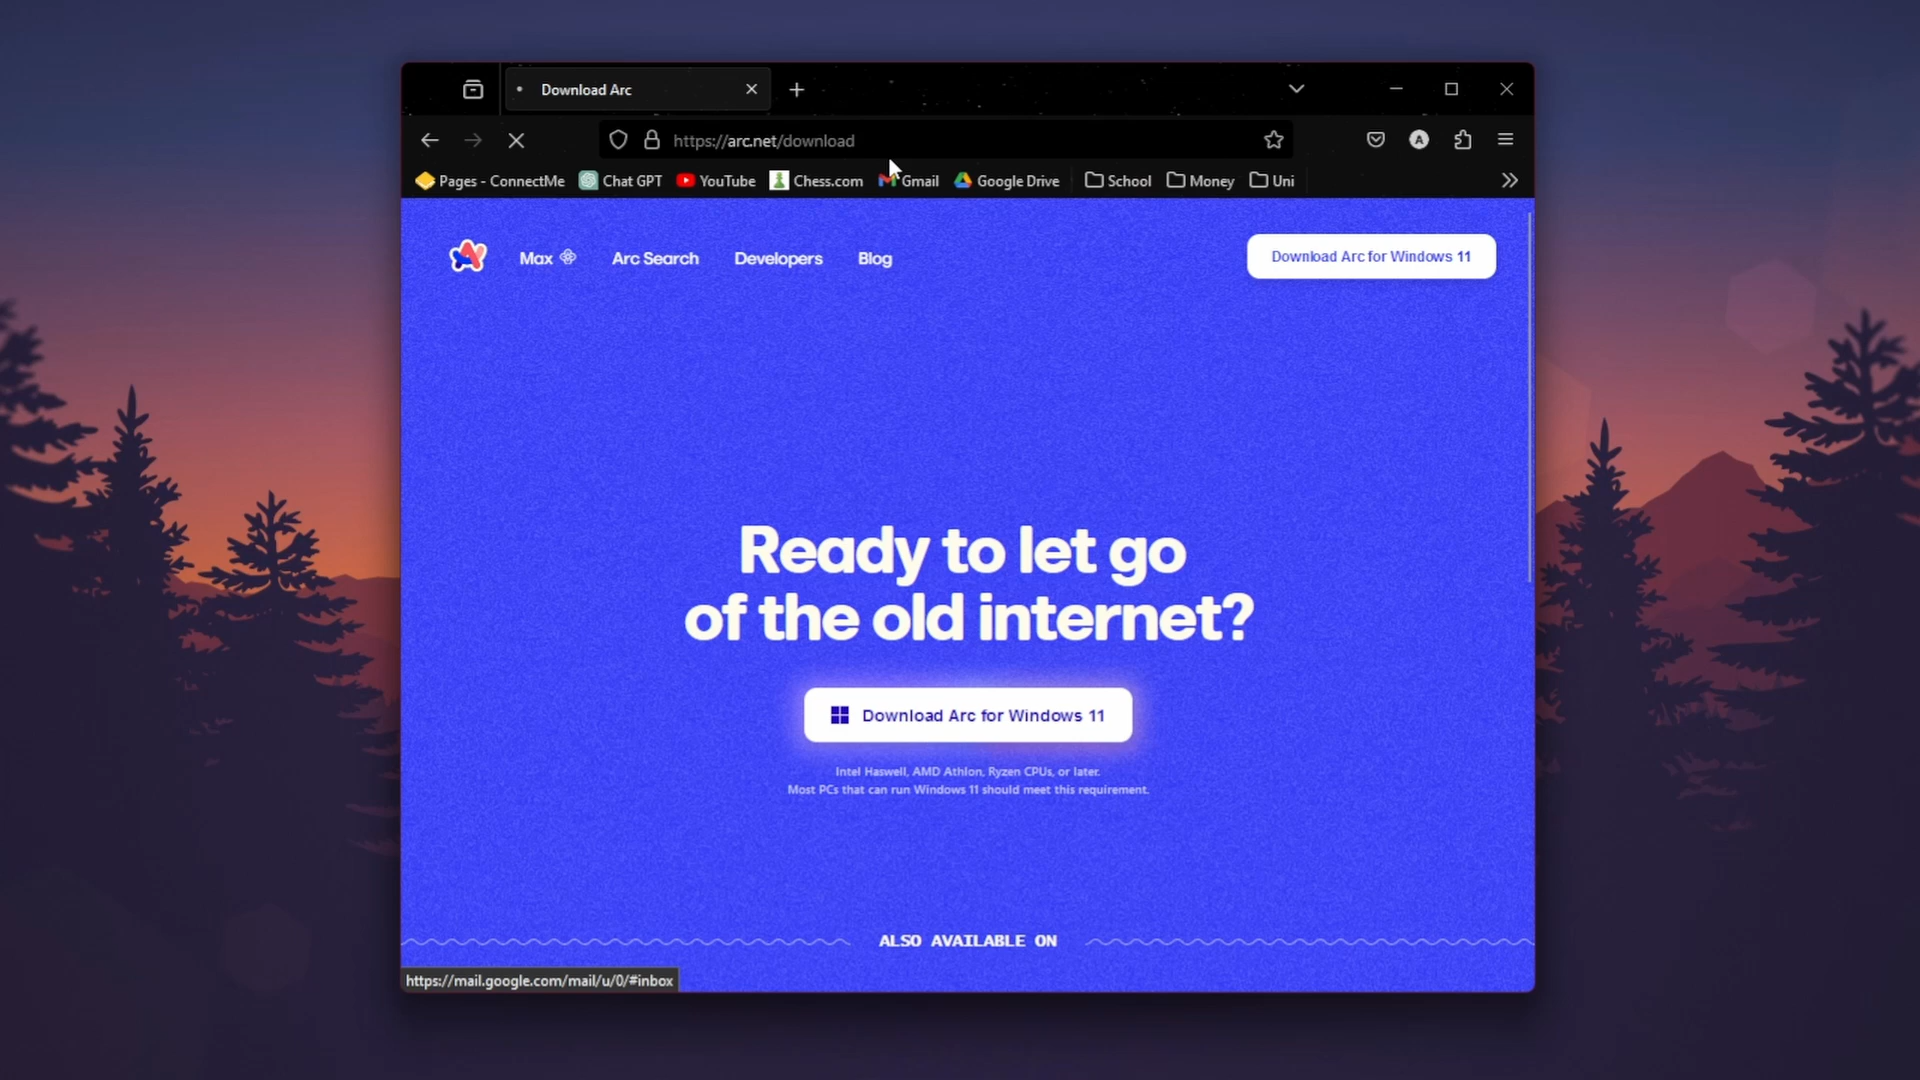 Download Arc
https://arc.net/download
A
Pages - ConnectMe
Chat GPT
YouTube
Chess.com
Gmail
Google Drive
School
Money
Uni
Max
Arc Search
Developers
Blog
Download Arc for Windows 11
Ready to let go
of the old internet?
Download Arc for Windows 11
Intel Haswell, AMD Athlon, Ryzen CPUs, or later.
Most PCs that can run Windows 11 should meet this requirement.
ALSO AVAILABLE ON
https://mail.google.com/mail/u/0/#inbox